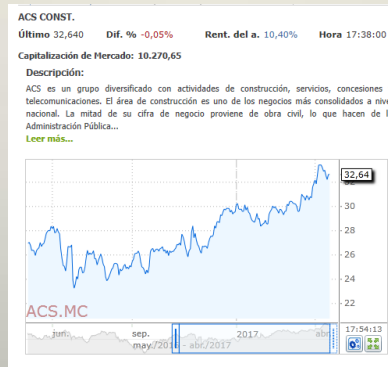 ACS CONST.
Último 32,640 Dif. % -0,05% Rent. del a. 10,40% Hora 17:38:00
Capitalización de Mercado: 10.270,65
Descripción:
ACS es un grupo diversificado con actividades de construcción, servicios, concesiones
telecomunicaciones. El área de construcción es uno de los negocios más consolidados a niv
nacional. La mitad de su cifra de negocio proviene de obra civil, lo que hacen de l
Administración Pública...
Leer más...
32,64
32
30
28
26
24
22
ACS.MC
jun. sep. 2017 abr.
may./2016 - abr./2017
17:54:13